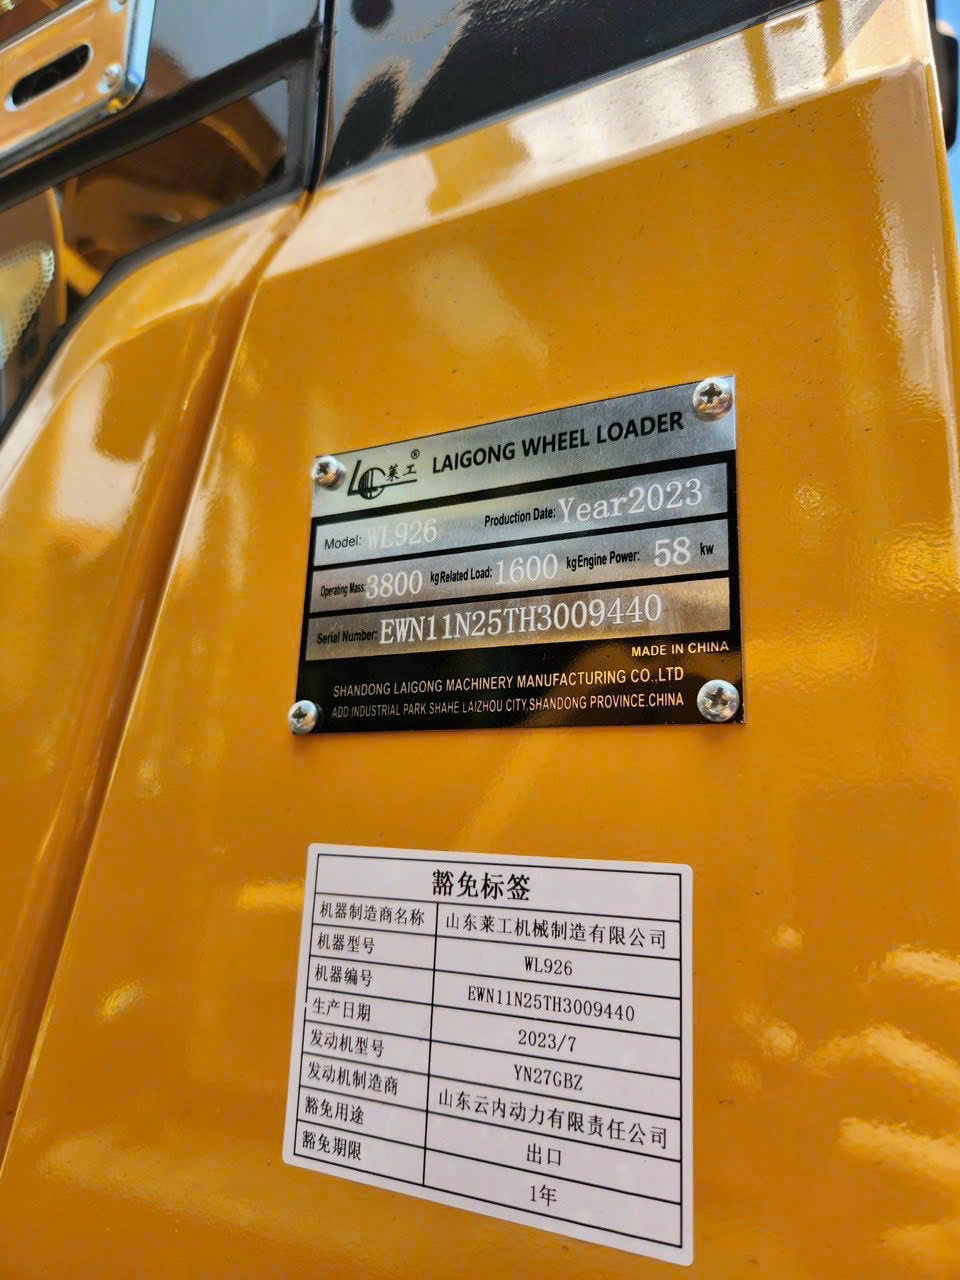 莱工® LAIGONG WHEEL LOADER
Model: WL926 Production Date: Year2023
Operating Mass: 3800 kg Related Load: 1600 kg Engine Power: 58 kw
Serial Number: EWN11N25TH3009440
MADE IN CHINA
SHANDONG LAIGONG MACHINERY MANUFACTURING CO.,LTD
ADD:INDUSTRIAL PARK.SHAHE.LAIZHOU CITY.SHANDONG PROVINCE.CHINA
豁免标签
机器制造商名称 山东莱工机械制造有限公司
机器型号 WL926
机器编号 EWN11N25TH3009440
生产日期 2023/7
发动机型号 YN27GBZ
发动机制造商 山东云内动力有限责任公司
豁免用途 出口
豁免期限 1年